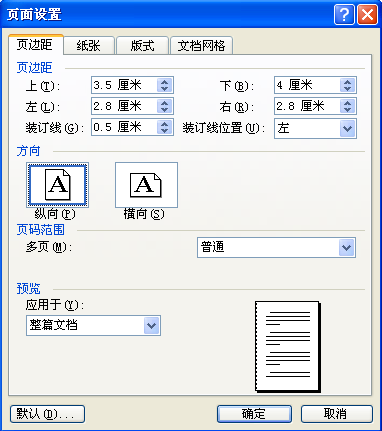 页面设置
页边距 纸张 版式 文档网格
页边距
上(T): 3.5 厘米 下(B): 4 厘米
左(L): 2.8 厘米 右(R): 2.8 厘米
装订线(G): 0.5 厘米 装订线位置(U): 左
方向
A A
纵向(P) 横向(S)
页码范围
多页(M): 普通
预览
应用于(Y):
整篇文档
默认(D)... 确定 取消